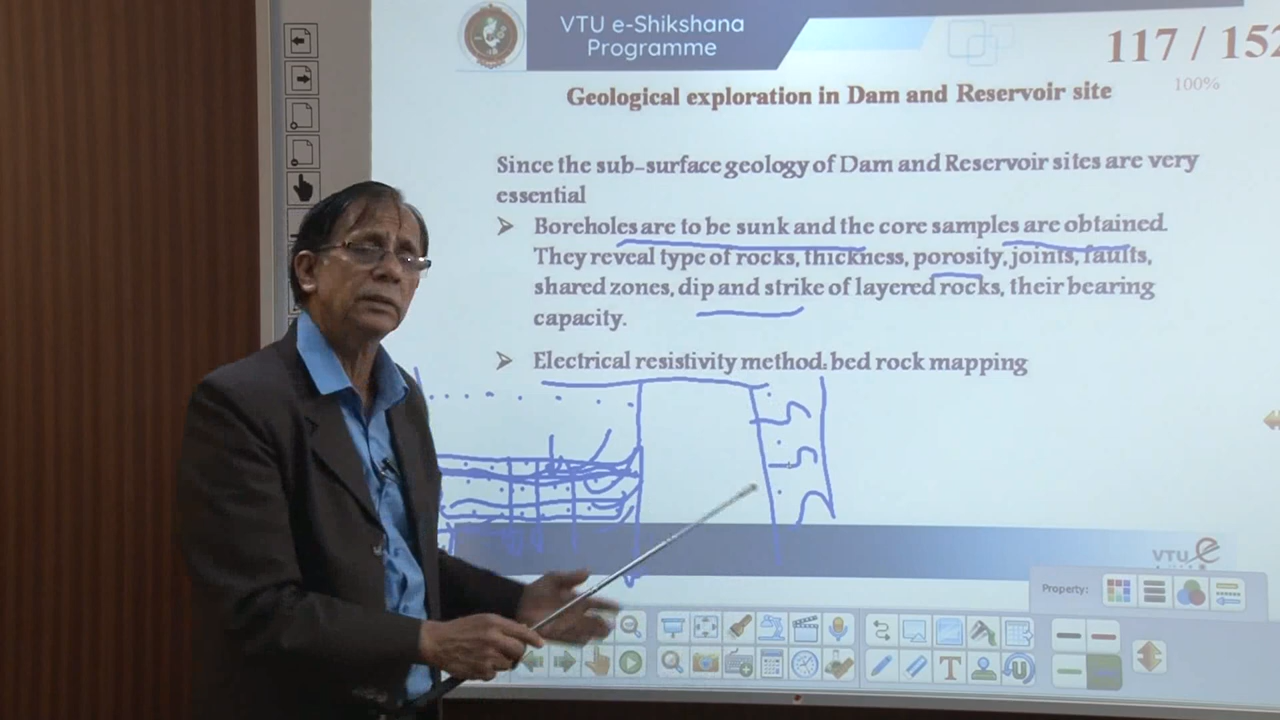 VTU e-Shikshana
Programme
117 / 152
100%
Geological exploration in Dam and Reservoir site
Since the sub-surface geology of Dam and Reservoir sites are very
essential
Boreholes are to be sunk and the core samples are obtained.
They reveal type of rocks, thickness, porosity, joints, faults,
shared zones, dip and strike of layered rocks, their bearing
capacity.
Electrical resistivity method: bed rock mapping
VTU e
Property:
T